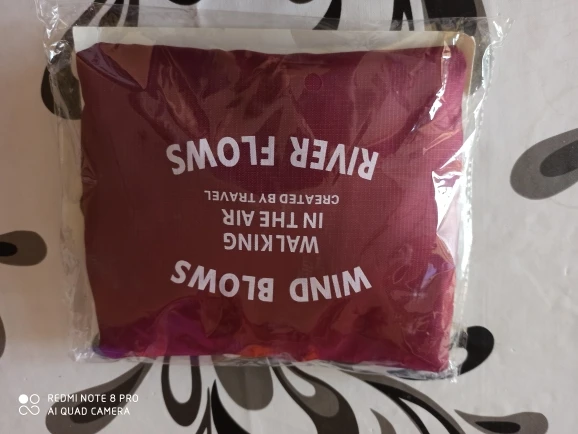 WIND BLOWS
WALKING
IN THE AIR
CREATED BY TRAVEL
RIVER FLOWS
REDMI NOTE 8 PRO
AI QUAD CAMERA